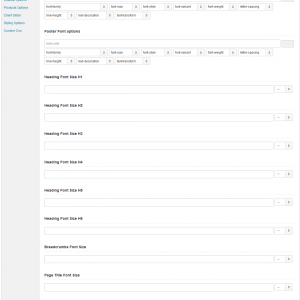 Products Options
Styling Options
Custom Css
font-family font-size font-style font-variant font-weight letter-spacing
line-height text-decoration text-transform
Footer Font options
font-family font-size font-style font-variant font-weight letter-spacing
line-height text-decoration text-transform
Heading Font Size H1
Heading Font Size H2
Heading Font Size H3
Heading Font Size H4
Heading Font Size H5
Heading Font Size H6
Breadcrumbs Font Size
Page Title Font Size